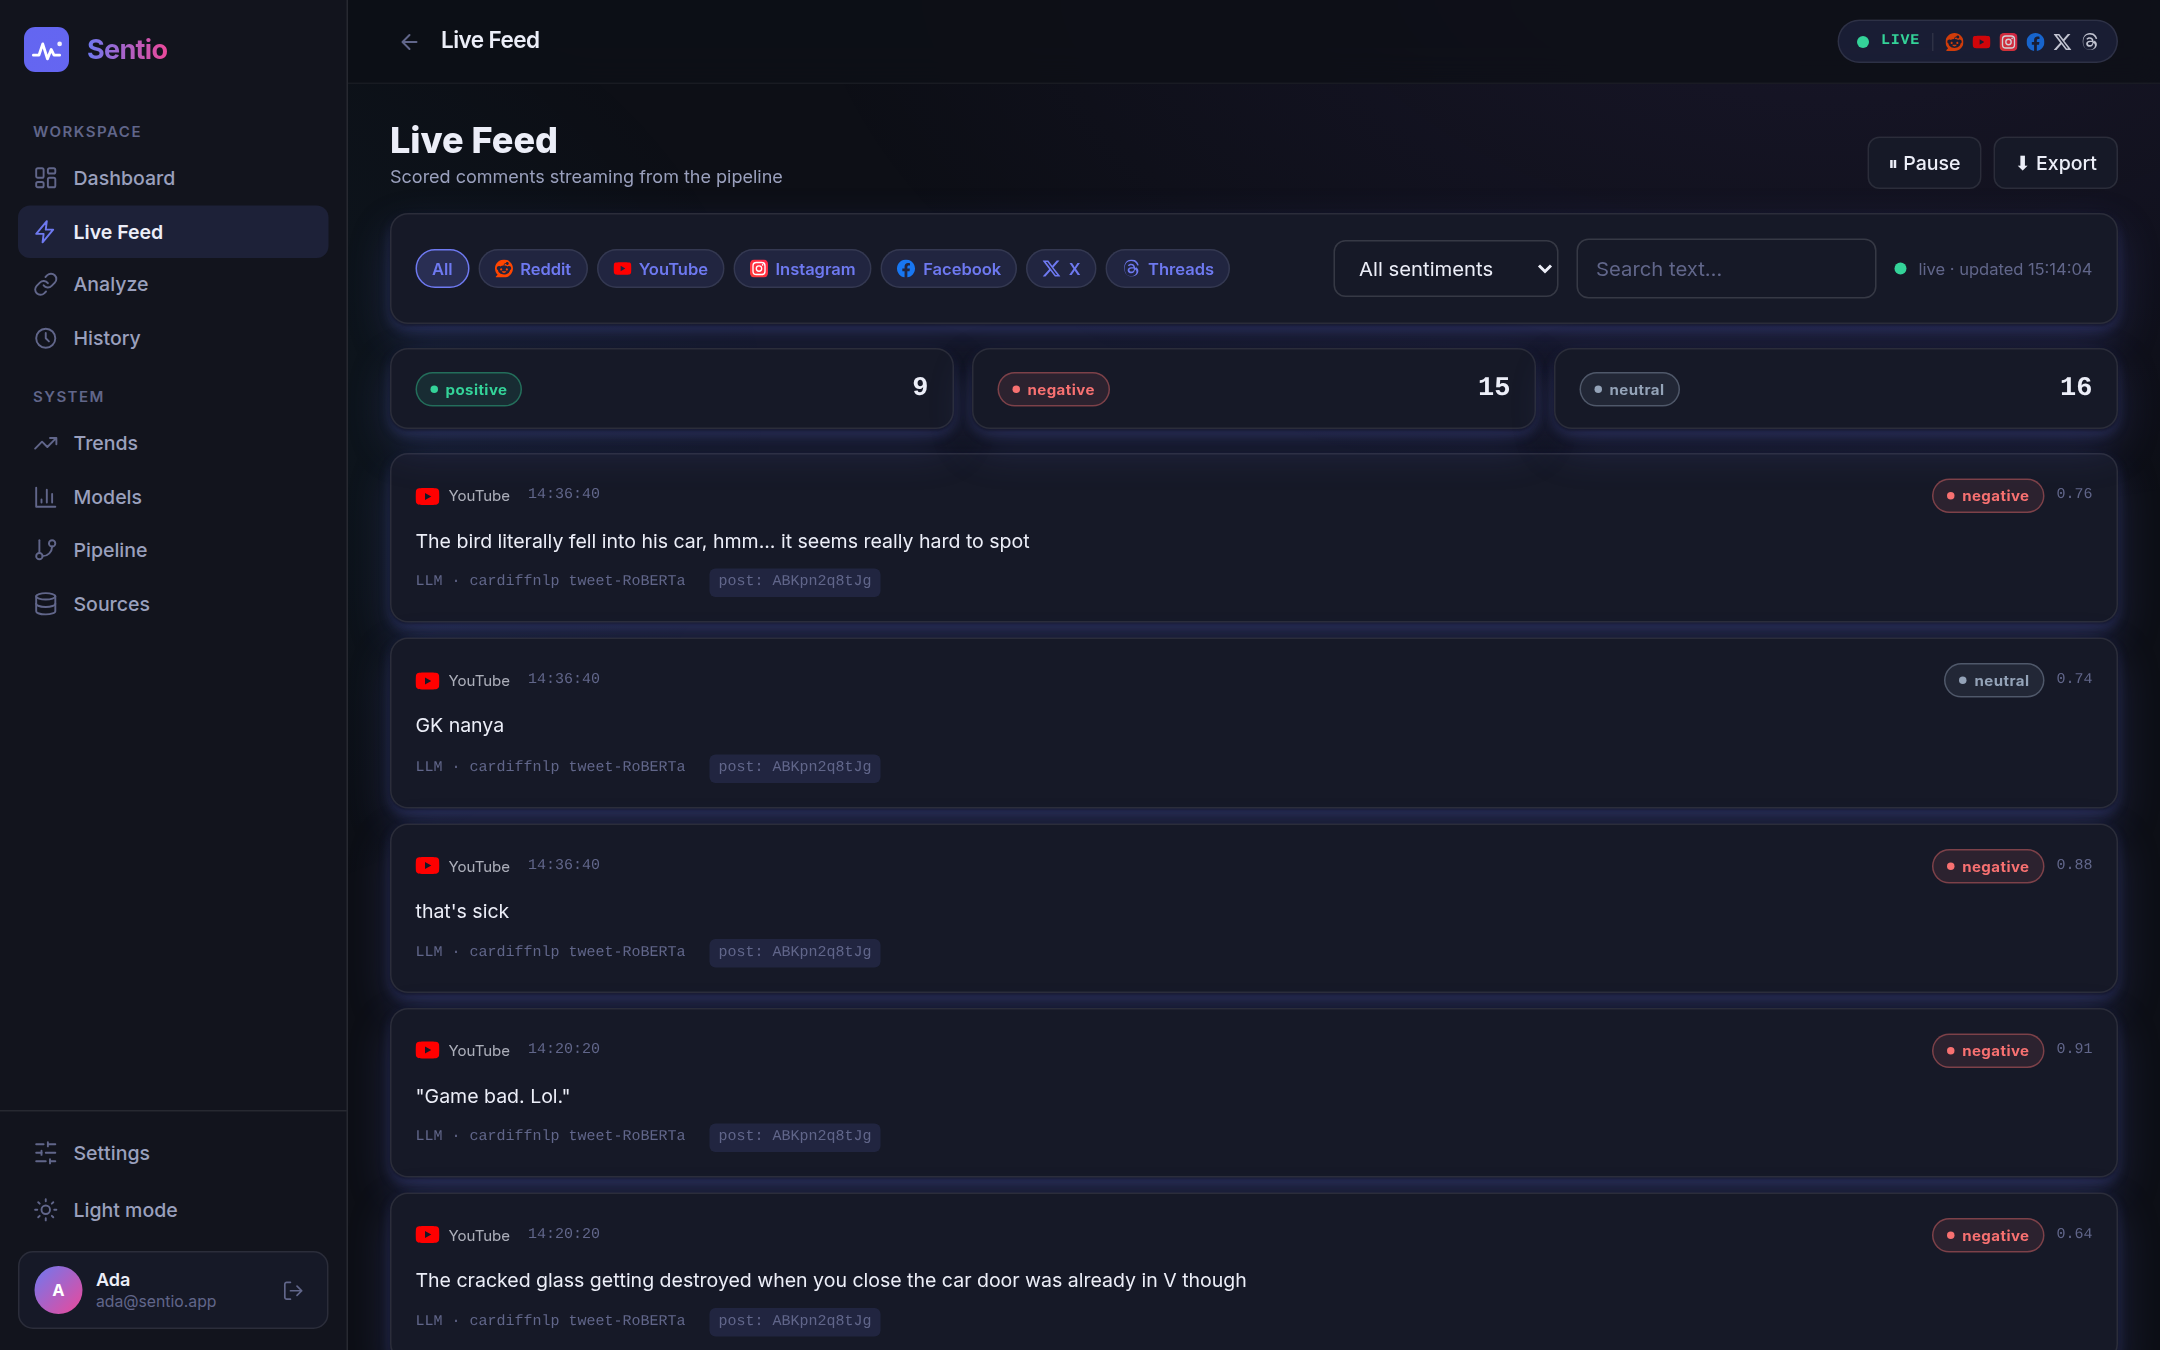 Sentio
WORKSPACE
Dashboard
Live Feed
Analyze
History
SYSTEM
Trends
Models
Pipeline
Sources
Settings
Light mode
A
Ada
ada@sentio.app
Live Feed
LIVE
Live Feed
Scored comments streaming from the pipeline
Pause
Export
All
Reddit
YouTube
Instagram
Facebook
X
Threads
All sentiments
Search text...
live · updated 15:14:04
positive 9
negative 15
neutral 16
YouTube 14:36:40 negative 0.76
The bird literally fell into his car, hmm... it seems really hard to spot
LLM · cardiffnlp tweet-RoBERTa post: ABKpn2q8tJg
YouTube 14:36:40 neutral 0.74
GK nanya
LLM · cardiffnlp tweet-RoBERTa post: ABKpn2q8tJg
YouTube 14:36:40 negative 0.88
that's sick
LLM · cardiffnlp tweet-RoBERTa post: ABKpn2q8tJg
YouTube 14:20:20 negative 0.91
"Game bad. Lol."
LLM · cardiffnlp tweet-RoBERTa post: ABKpn2q8tJg
YouTube 14:20:20 negative 0.64
The cracked glass getting destroyed when you close the car door was already in V though
LLM · cardiffnlp tweet-RoBERTa post: ABKpn2q8tJg